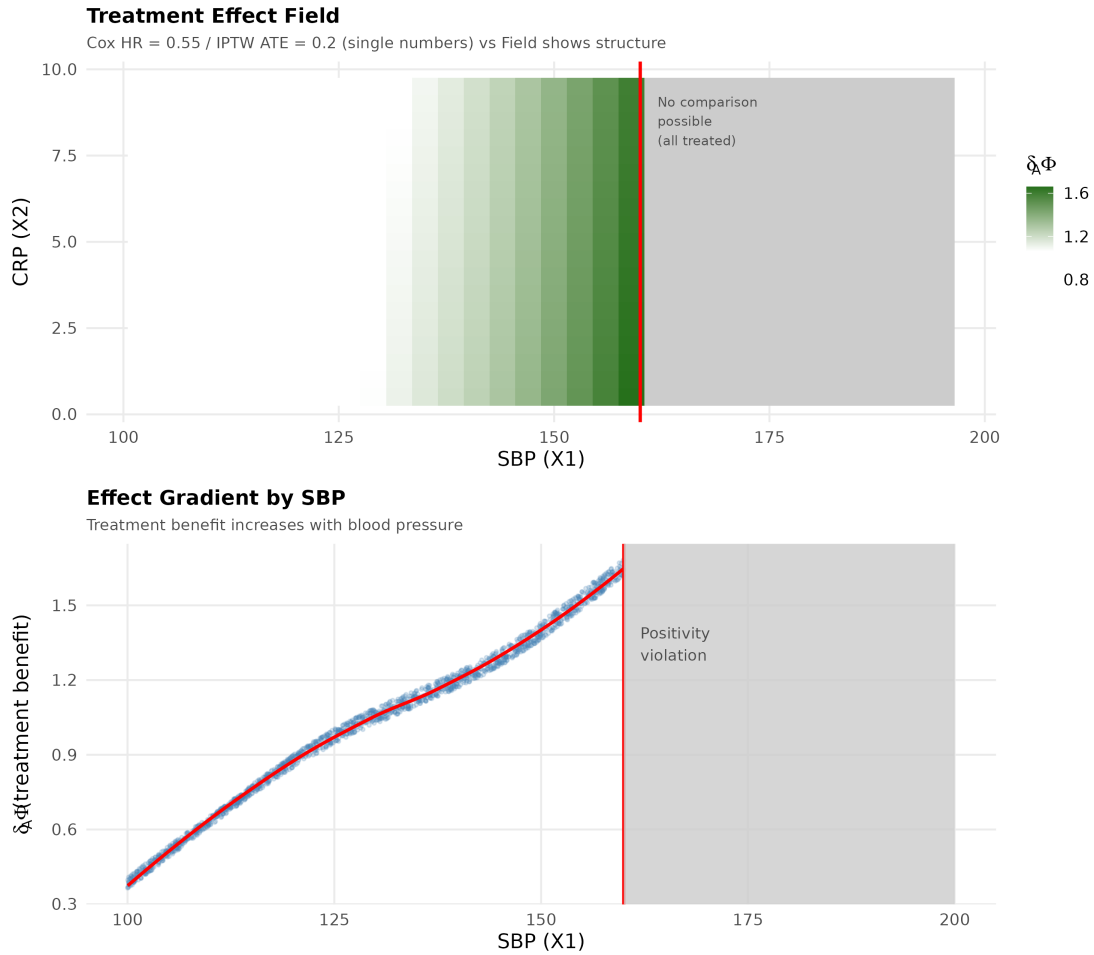 Treatment Effect Field
Cox HR = 0.55 / IPTW ATE = 0.2 (single numbers) vs Field shows structure
10.0
7.5
5.0
2.5
0.0
CRP (X2)
No comparison
possible
(all treated)
δAΦ
1.6
1.2
0.8
100
125
150
175
200
SBP (X1)
Effect Gradient by SBP
Treatment benefit increases with blood pressure
1.5
1.2
0.9
0.6
0.3
δAΦ(treatment benefit)
Positivity
violation
100
125
150
175
200
SBP (X1)